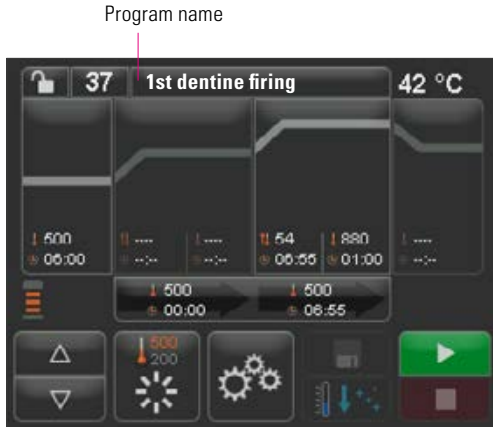 Program name
37 1st dentine firing 42 °C
500 ---- ---- 54 880 ----
06:00 --:-- --:-- 06:55 01:00 --:--
500 500
00:00 06:55
500
200